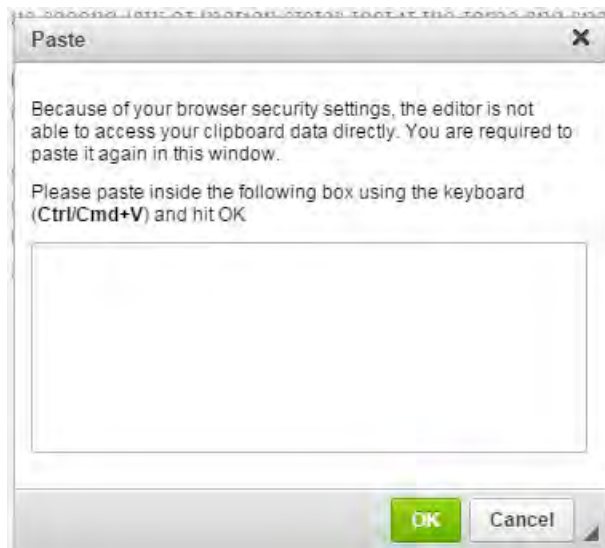 Paste
Because of your browser security settings, the editor is not
able to access your clipboard data directly. You are required to
paste it again in this window.
Please paste inside the following box using the keyboard
(Ctrl/Cmd+V) and hit OK
OK
Cancel